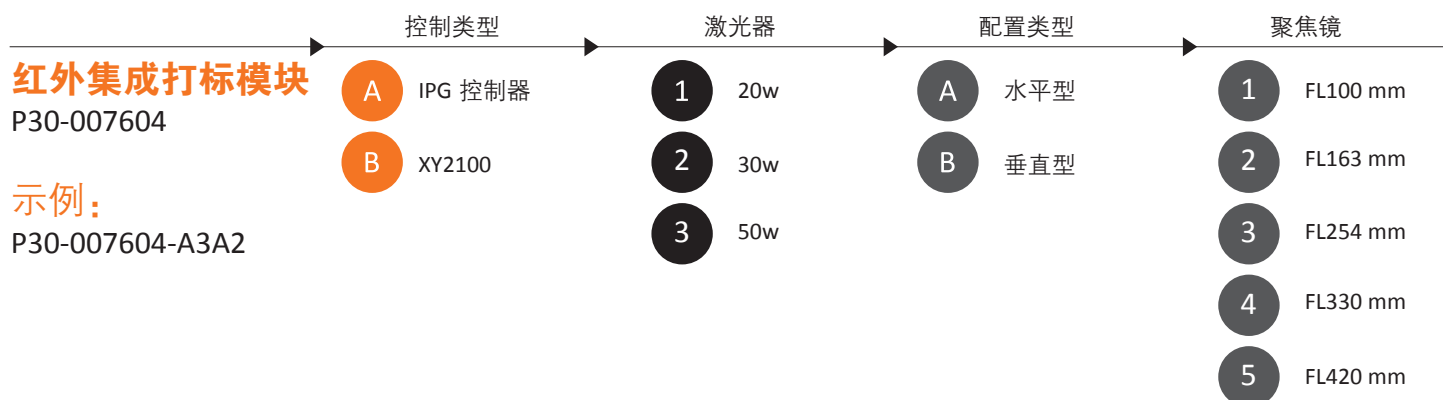 控制类型
激光器
配置类型
聚焦镜
红外集成打标模块
P30-007604
示例：
P30-007604-A3A2
A IPG 控制器
B XY2100
1 20w
2 30w
3 50w
A 水平型
B 垂直型
1 FL100 mm
2 FL163 mm
3 FL254 mm
4 FL330 mm
5 FL420 mm